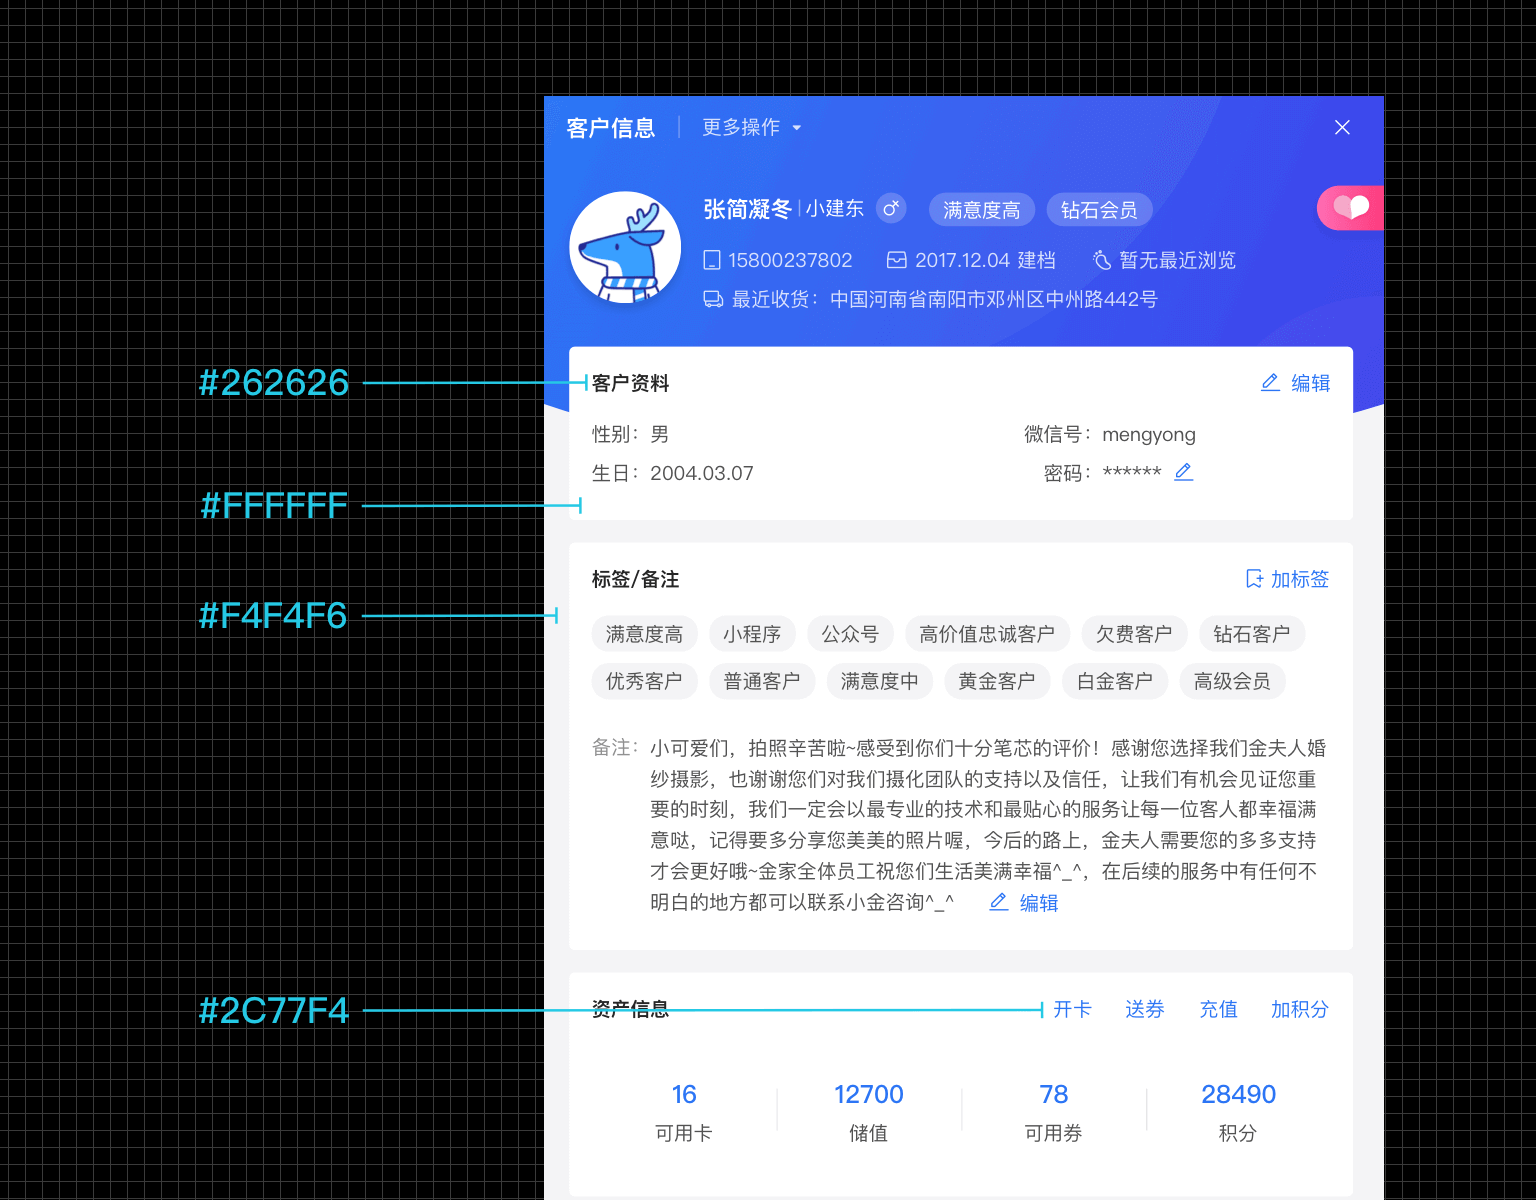 客户信息 更多操作
张简凝冬 小建东 满意度高 钻石会员
15800237802 2017.12.04 建档 暂无最近浏览
最近收货：中国河南省南阳市邓州区中州路442号
#262626
客户资料 编辑
性别：男 微信号：mengyong
生日：2004.03.07 密码：******
#FFFFFF
标签/备注 加标签
#F4F4F6
满意度高 小程序 公众号 高价值忠诚客户 欠费客户 钻石客户
优秀客户 普通客户 满意度中 黄金客户 白金客户 高级会员
备注：小可爱们，拍照辛苦啦~感受到你们十分笔芯的评价！感谢您选择我们金夫人婚
纱摄影，也谢谢您们对我们摄化团队的支持以及信任，让我们有机会见证您重
要的时刻，我们一定会以最专业的技术和最贴心的服务让每一位客人都幸福满
意哒，记得要多分享您美美的照片喔，今后的路上，金夫人需要您的多多支持
才会更好哦~金家全体员工祝您们生活美满幸福^_^，在后续的服务中有任何不
明白的地方都可以联系小金咨询^_^ 编辑
#2C77F4
资产信息 开卡 送券 充值 加积分
16 12700 78 28490
可用卡 储值 可用券 积分